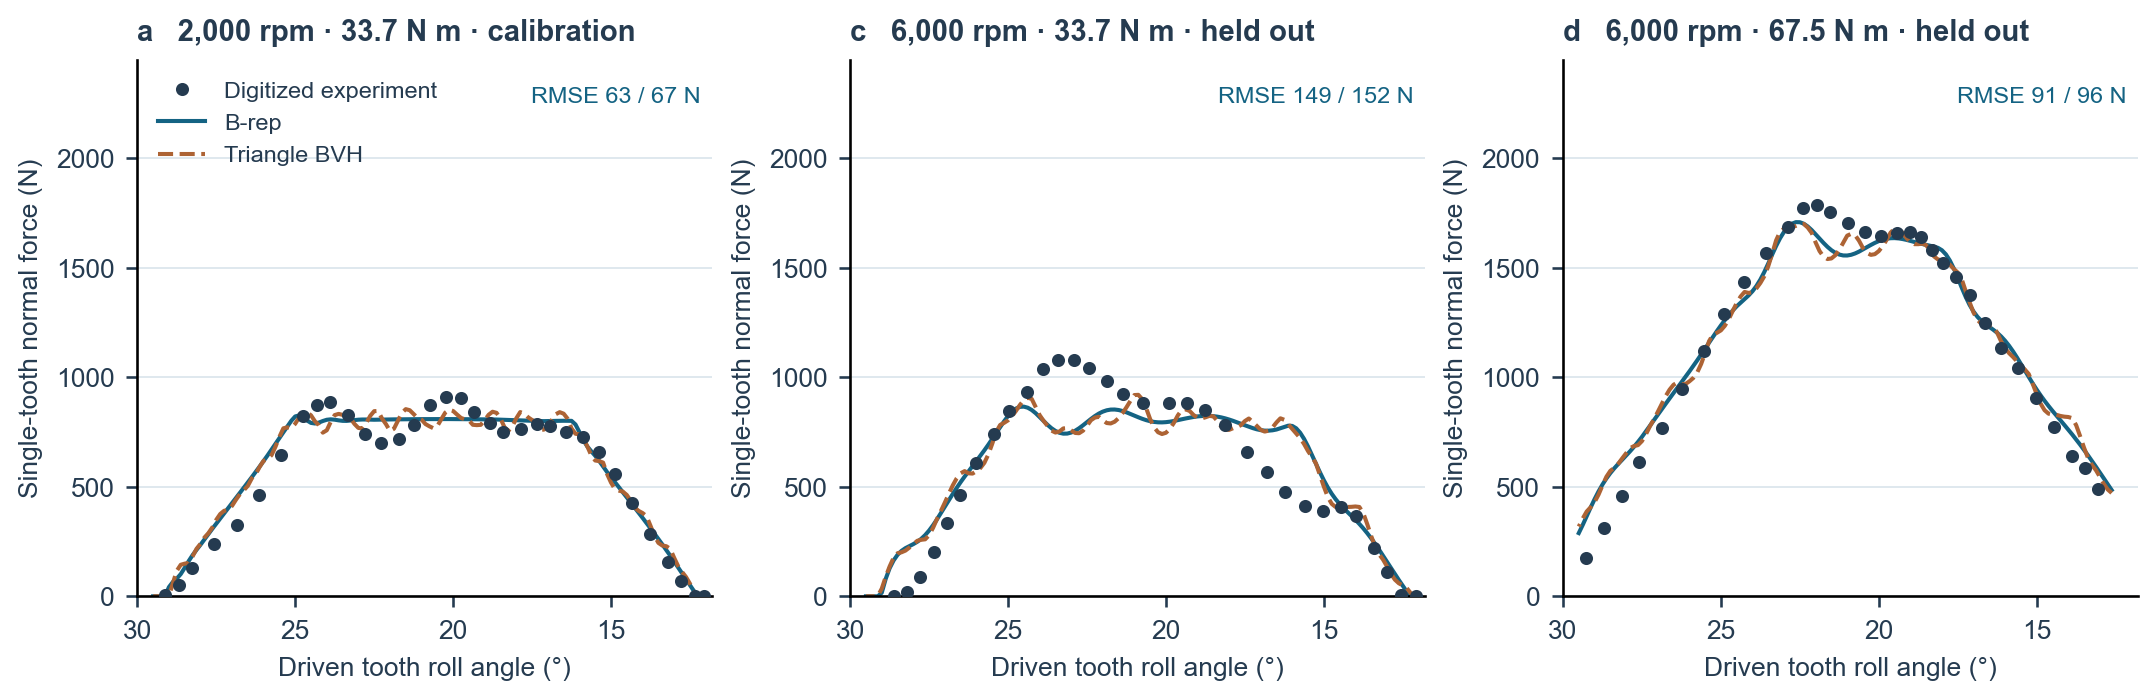 a 2,000 rpm · 33.7 N m · calibration
Digitized experiment
B-rep
Triangle BVH
RMSE 63 / 67 N
Single-tooth normal force (N)
2000
1500
1000
500
0
30 25 20 15
Driven tooth roll angle (°)
c 6,000 rpm · 33.7 N m · held out
RMSE 149 / 152 N
Single-tooth normal force (N)
2000
1500
1000
500
0
30 25 20 15
Driven tooth roll angle (°)
d 6,000 rpm · 67.5 N m · held out
RMSE 91 / 96 N
Single-tooth normal force (N)
2000
1500
1000
500
0
30 25 20 15
Driven tooth roll angle (°)